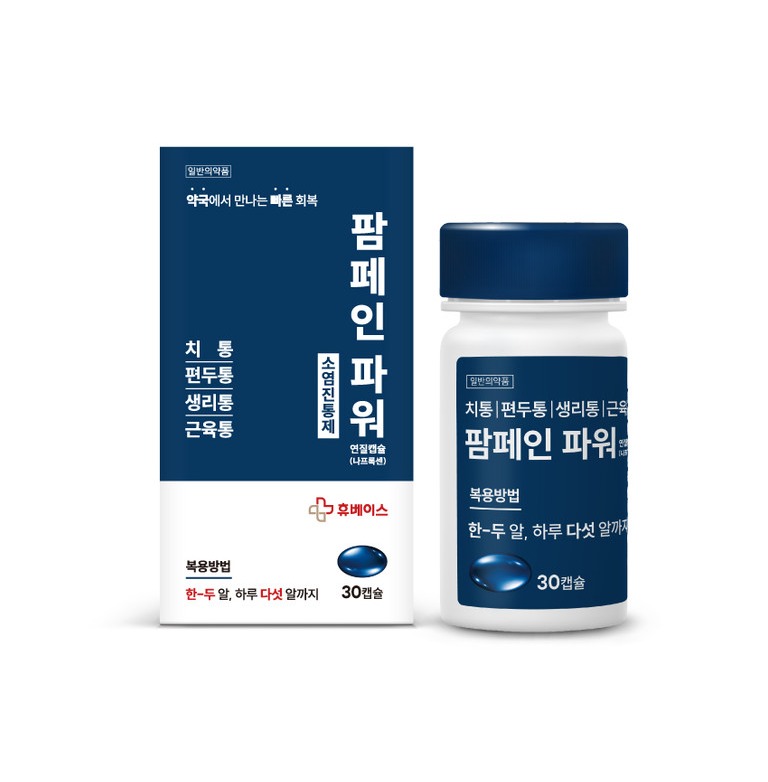 일반의약품
약국에서 만나는 빠른 회복
팜페인 파워
소염진통제
연질캡슐
(나프록센)
치 통
편두통
생리통
근육통
휴베이스
복용방법
한-두 알, 하루 다섯 알까지
30캡슐
일반의약품
치통|편두통|생리통|근육
팜페인 파워
복용방법
한-두 알, 하루 다섯 알까지
30캡슐